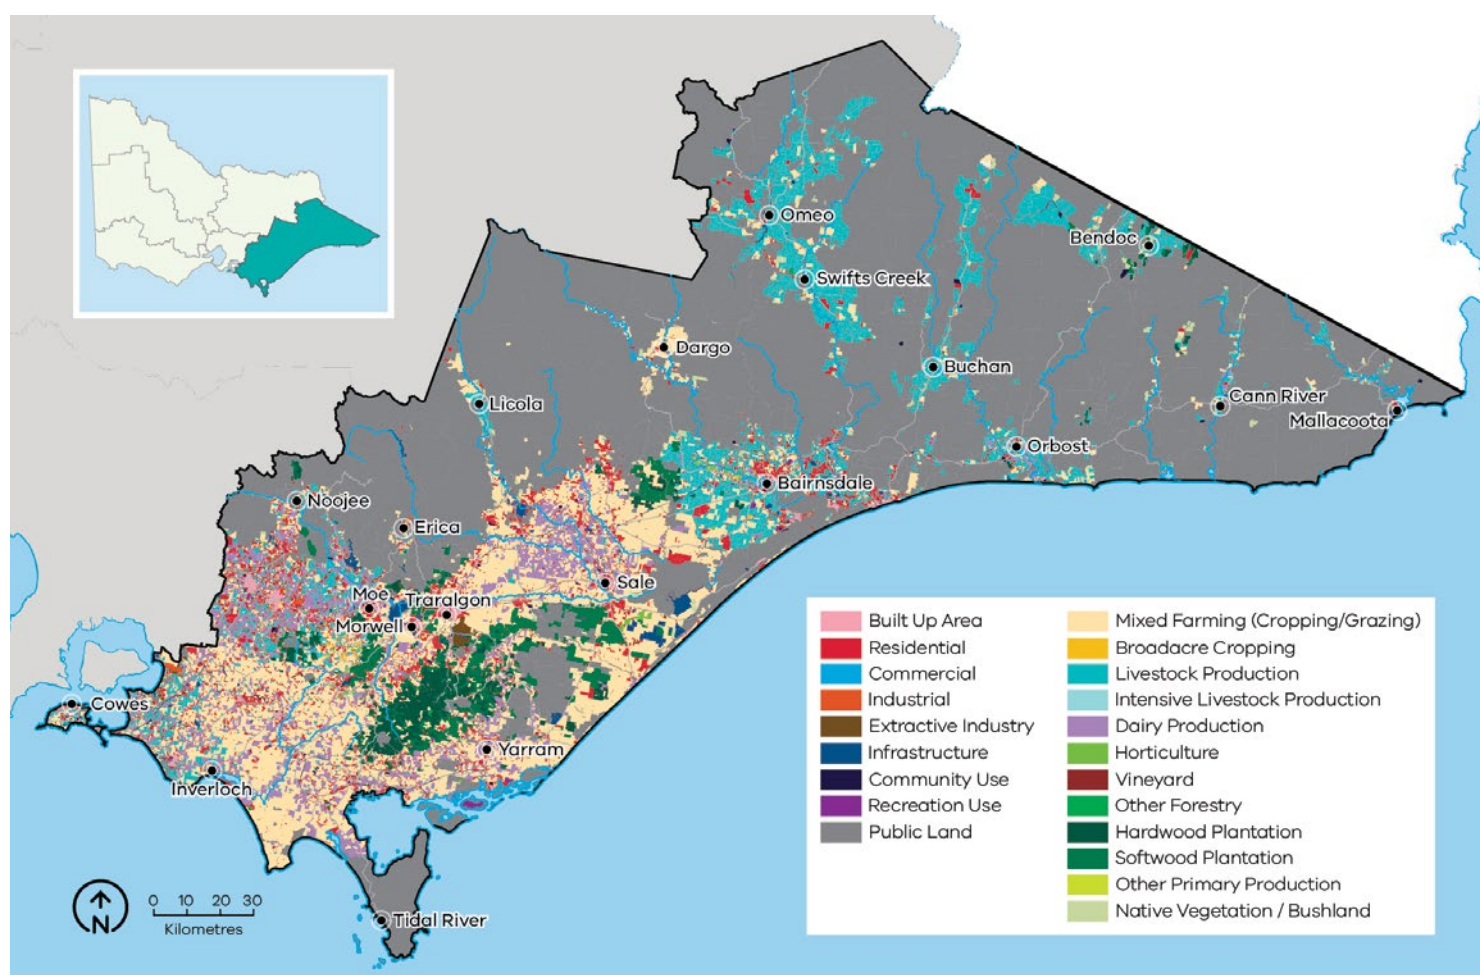 Omeo
Bendoc
Swifts Creek
Dargo
Buchan
Licola
Cann River
Mallacoota
Orbost
Bairnsdale
Noojee
Erica
Sale
Moe
Traralgon
Morwell
Cowes
Yarram
Inverloch
Tidal River
N
0 10 20 30
Kilometres
Built Up Area
Residential
Commercial
Industrial
Extractive Industry
Infrastructure
Community Use
Recreation Use
Public Land
Mixed Farming (Cropping/Grazing)
Broadacre Cropping
Livestock Production
Intensive Livestock Production
Dairy Production
Horticulture
Vineyard
Other Forestry
Hardwood Plantation
Softwood Plantation
Other Primary Production
Native Vegetation / Bushland